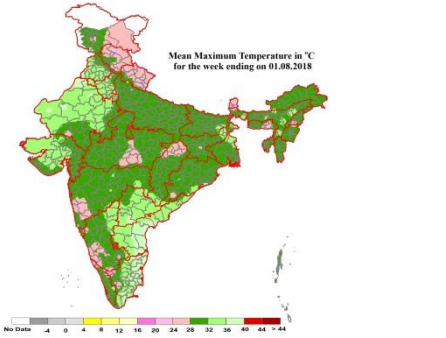 Mean Maximum Temperature in °C
for the week ending on 01.08.2018
No Data -4 0 4 8 12 16 20 24 28 32 36 40 44 > 44